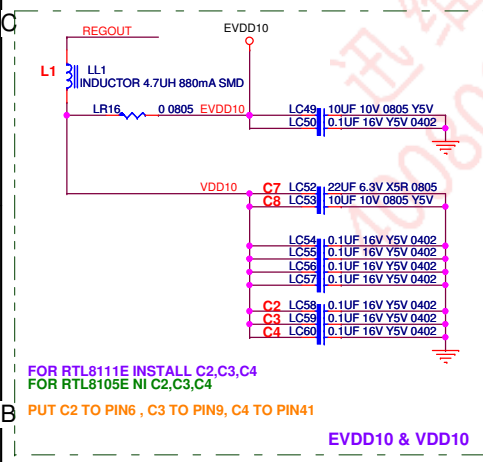 C
REGOUT
EVDD10
L1 LL1
INDUCTOR 4.7UH 880mA SMD
LR16 0 0805 EVDD10 LC49 10UF 10V 0805 Y5V
LC50 0.1UF 16V Y5V 0402
VDD10 C7 LC52 22UF 6.3V X5R 0805
C8 LC53 10UF 10V 0805 Y5V
LC54 0.1UF 16V Y5V 0402
LC55 0.1UF 16V Y5V 0402
LC56 0.1UF 16V Y5V 0402
LC57 0.1UF 16V Y5V 0402
C2 LC58 0.1UF 16V Y5V 0402
C3 LC59 0.1UF 16V Y5V 0402
C4 LC60 0.1UF 16V Y5V 0402
FOR RTL8111E INSTALL C2,C3,C4
FOR RTL8105E NI C2,C3,C4
B PUT C2 TO PIN6 , C3 TO PIN9, C4 TO PIN41
EVDD10 & VDD10
迅维
400800